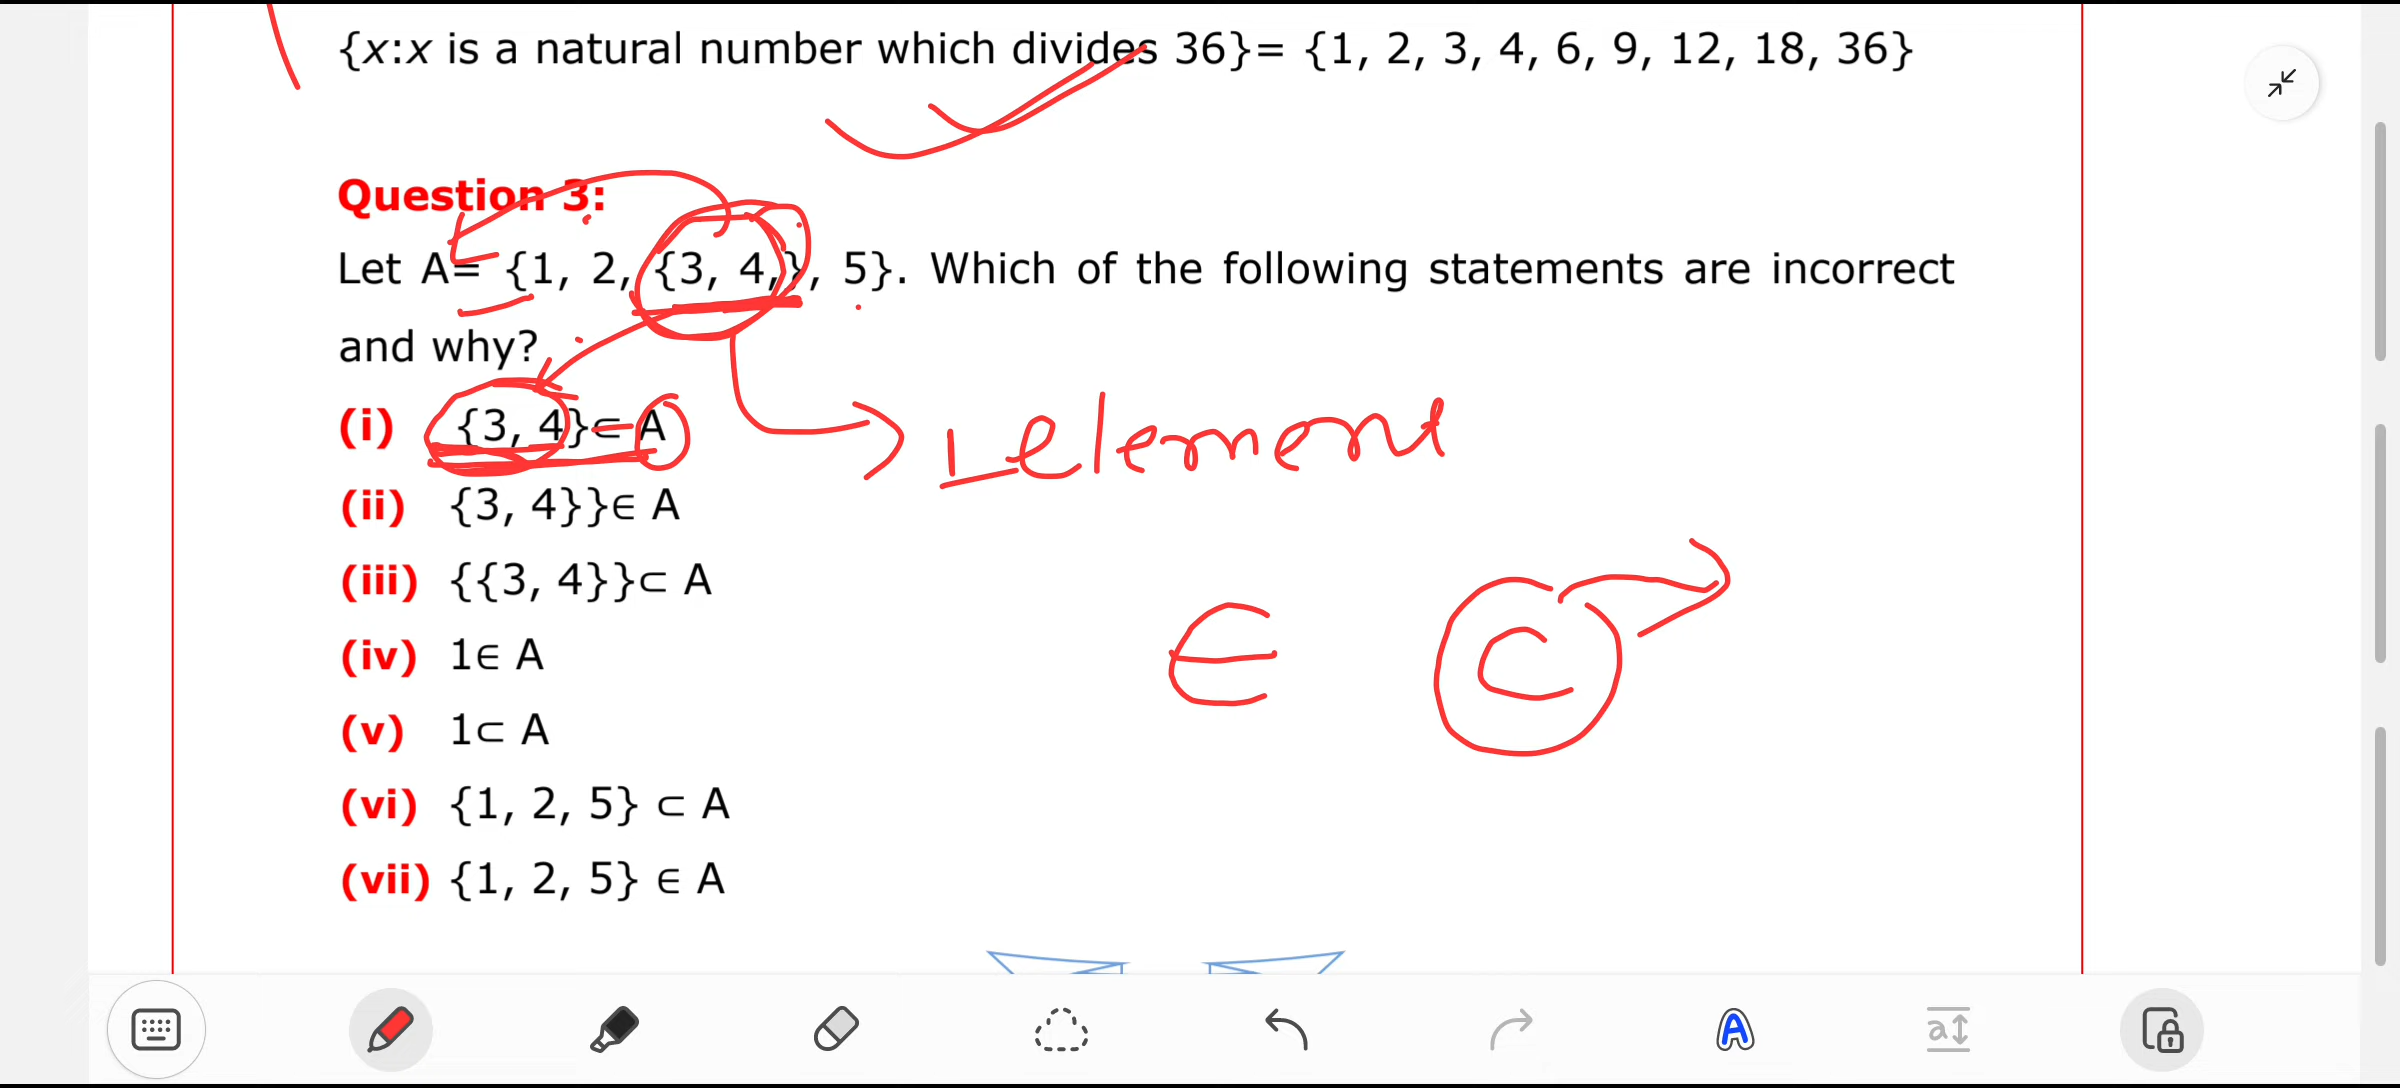 {x:x is a natural number which divides 36}= {1, 2, 3, 4, 6, 9, 12, 18, 36}
Question 3:
Let A= {1, 2, {3, 4,}, 5}. Which of the following statements are incorrect
and why?
(i) {3, 4}⊂ A
1 element
(ii) {3, 4}}∈ A
(iii) {{3, 4}}⊂ A
(iv) 1∈ A
∈ ⊂
(v) 1⊂ A
(vi) {1, 2, 5} ⊂ A
(vii) {1, 2, 5} ∈ A